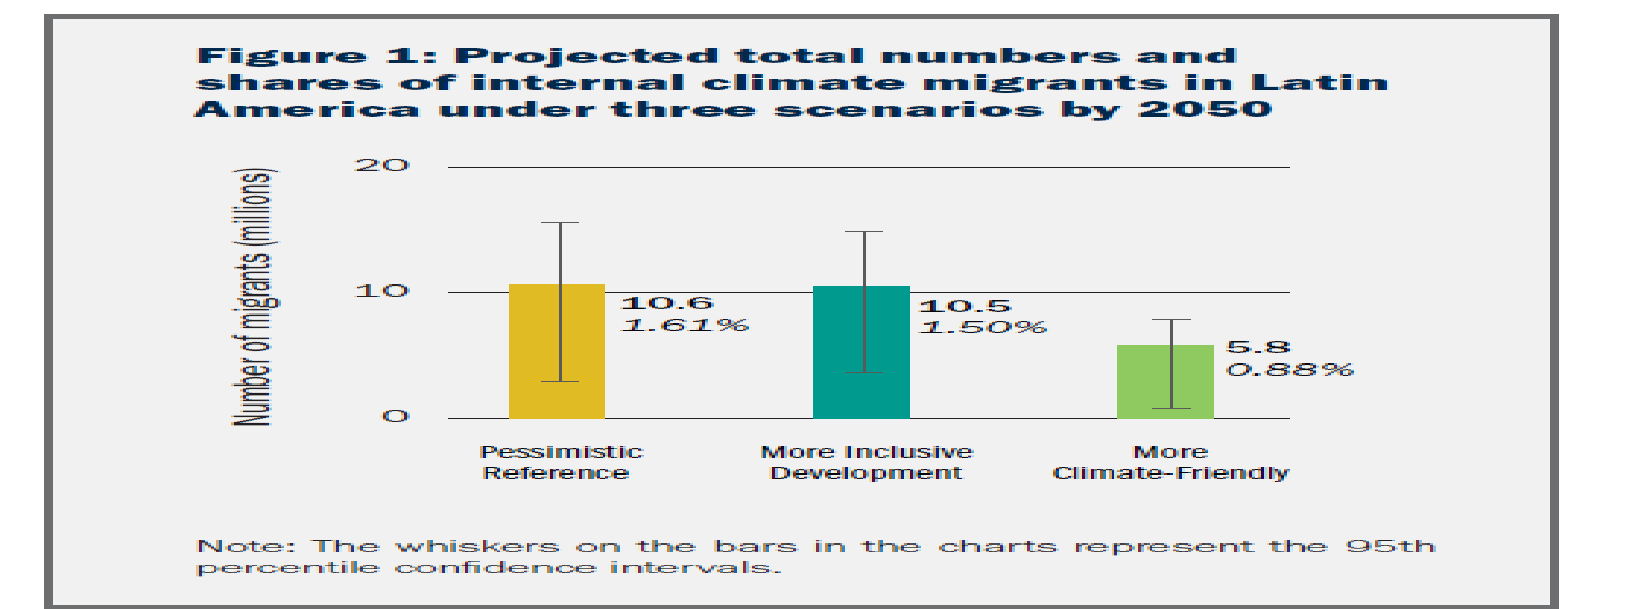 Figure 1: Projected total numbers and
shares of internal climate migrants in Latin
America under three scenarios by 2050
Number of migrants (millions)
20
10
0
10.6
1.61%
10.5
1.50%
5.8
0.88%
Pessimistic
Reference
More Inclusive
Development
More
Climate-Friendly
Note: The whiskers on the bars in the charts represent the 95th
percentile confidence intervals.